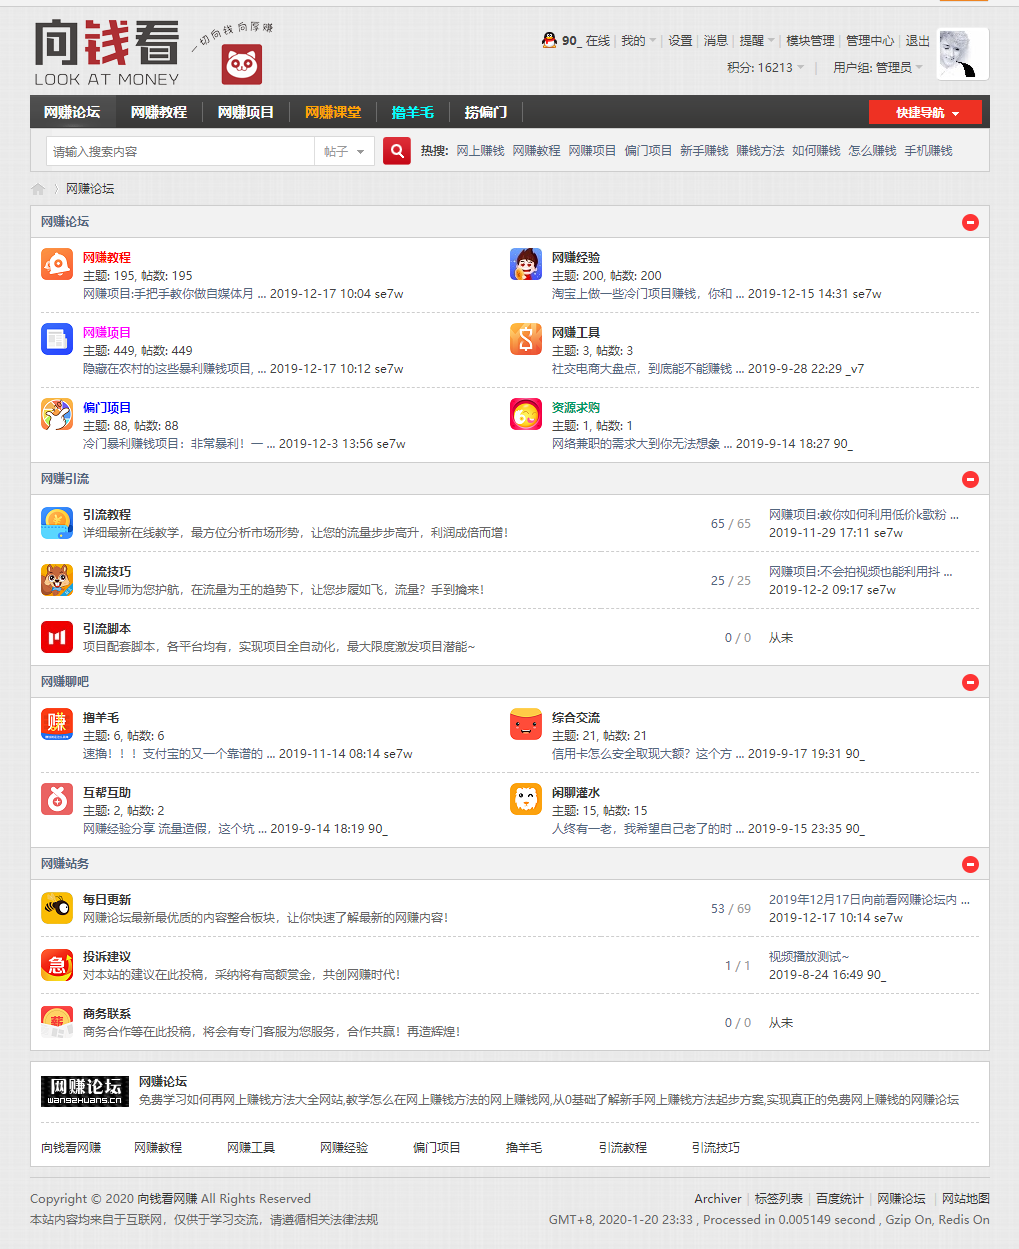 向钱看
一切向钱 向厚赚
LOOK AT MONEY
90_ 在线 | 我的 | 设置 | 消息 | 提醒 | 模块管理 | 管理中心 | 退出
积分: 16213 | 用户组: 管理员
网赚论坛 网赚教程 网赚项目 网赚课堂 撸羊毛 捞偏门 快捷导航
请输入搜索内容 帖子 热搜: 网上赚钱 网赚教程 网赚项目 偏门项目 新手赚钱 赚钱方法 如何赚钱 怎么赚钱 手机赚钱
网赚论坛
网赚论坛
网赚教程
主题: 195, 帖数: 195
网赚项目:手把手教你做自媒体月 ... 2019-12-17 10:04 se7w
网赚经验
主题: 200, 帖数: 200
淘宝上做一些冷门项目赚钱，你和 ... 2019-12-15 14:31 se7w
网赚项目
主题: 449, 帖数: 449
隐藏在农村的这些暴利赚钱项目, ... 2019-12-17 10:12 se7w
网赚工具
主题: 3, 帖数: 3
社交电商大盘点，到底能不能赚钱 ... 2019-9-28 22:29 _v7
偏门项目
主题: 88, 帖数: 88
冷门暴利赚钱项目：非常暴利！一 ... 2019-12-3 13:56 se7w
资源求购
主题: 1, 帖数: 1
网络兼职的需求大到你无法想象 ... 2019-9-14 18:27 90_
网赚引流
引流教程
详细最新在线教学，最方位分析市场形势，让您的流量步步高升，利润成倍而增！
65 / 65
网赚项目:教你如何利用低价k歌粉 ...
2019-11-29 17:11 se7w
引流技巧
专业导师为您护航，在流量为王的趋势下，让您步履如飞，流量？手到擒来！
25 / 25
网赚项目:不会拍视频也能利用抖 ...
2019-12-2 09:17 se7w
引流脚本
项目配套脚本，各平台均有，实现项目全自动化，最大限度激发项目潜能~
0 / 0
从未
网赚聊吧
赚
撸羊毛
主题: 6, 帖数: 6
速撸！！！支付宝的又一个靠谱的 ... 2019-11-14 08:14 se7w
综合交流
主题: 21, 帖数: 21
信用卡怎么安全取现大额？这个方 ... 2019-9-17 19:31 90_
互帮互助
主题: 2, 帖数: 2
网赚经验分享 流量造假，这个坑 ... 2019-9-14 18:19 90_
闲聊灌水
主题: 15, 帖数: 15
人终有一老，我希望自己老了的时 ... 2019-9-15 23:35 90_
网赚站务
每日更新
网赚论坛最新最优质的内容整合板块，让你快速了解最新的网赚内容！
53 / 69
2019年12月17日向前看网赚论坛内 ...
2019-12-17 10:14 se7w
急
投诉建议
对本站的建议在此投稿，采纳将有高额赏金，共创网赚时代！
1 / 1
视频播放测试~
2019-8-24 16:49 90_
薪
商务联系
商务合作等在此投稿，将会有专门客服为您服务，合作共赢！再造辉煌！
0 / 0
从未
网赚论坛
wangzhuans.cn
网赚论坛
免费学习如何再网上赚钱方法大全网站,教学怎么在网上赚钱方法的网上赚钱网,从0基础了解新手网上赚钱方法起步方案,实现真正的免费网上赚钱的网赚论坛
向钱看网赚 网赚教程 网赚工具 网赚经验 偏门项目 撸羊毛 引流教程 引流技巧
Copyright © 2020 向钱看网赚 All Rights Reserved
本站内容均来自于互联网，仅供于学习交流，请遵循相关法律法规
Archiver | 标签列表 | 百度统计 | 网赚论坛 | 网站地图
GMT+8, 2020-1-20 23:33 , Processed in 0.005149 second , Gzip On, Redis On